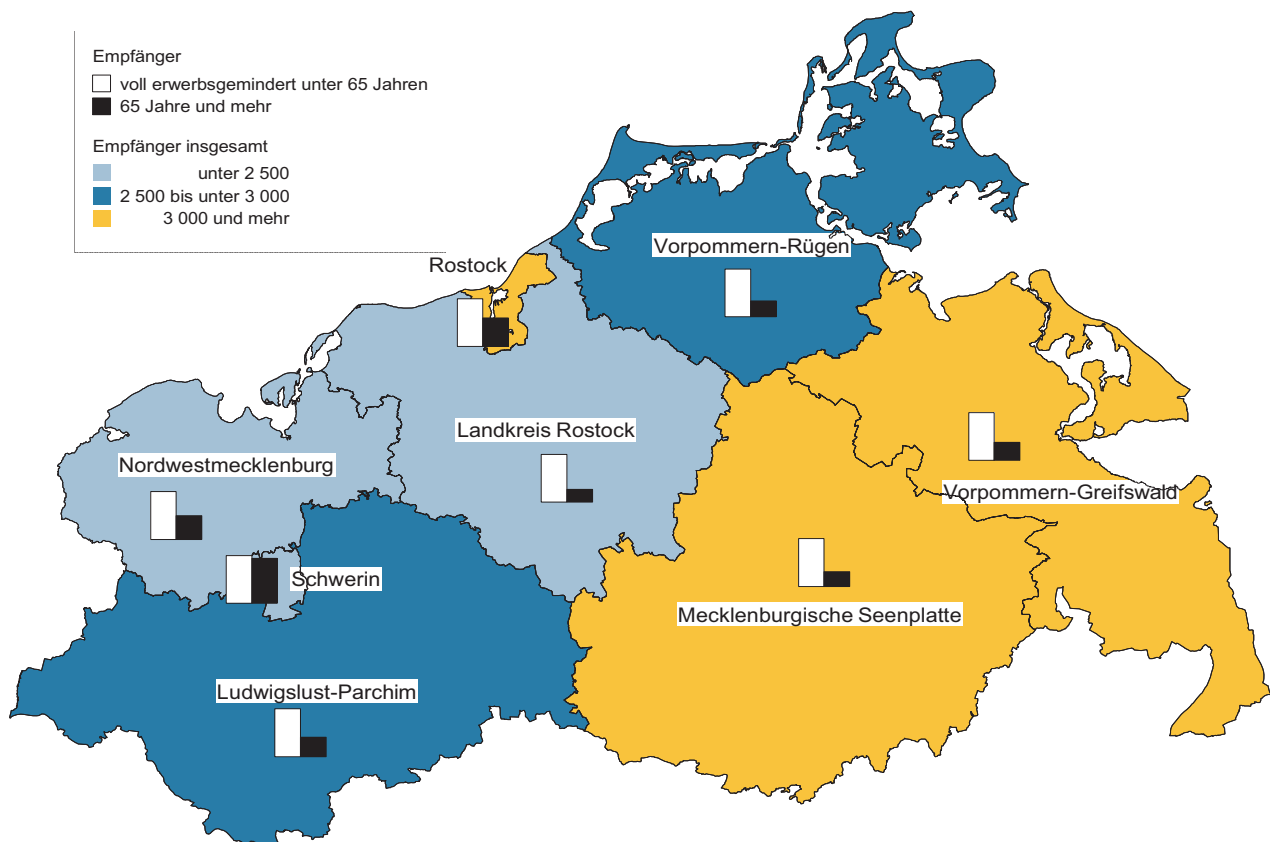 Empfänger
voll erwerbsgemindert unter 65 Jahren
65 Jahre und mehr
Empfänger insgesamt
unter 2 500
2 500 bis unter 3 000
3 000 und mehr
Vorpommern-Rügen
Rostock
Landkreis Rostock
Nordwestmecklenburg
Vorpommern-Greifswald
Schwerin
Mecklenburgische Seenplatte
Ludwigslust-Parchim